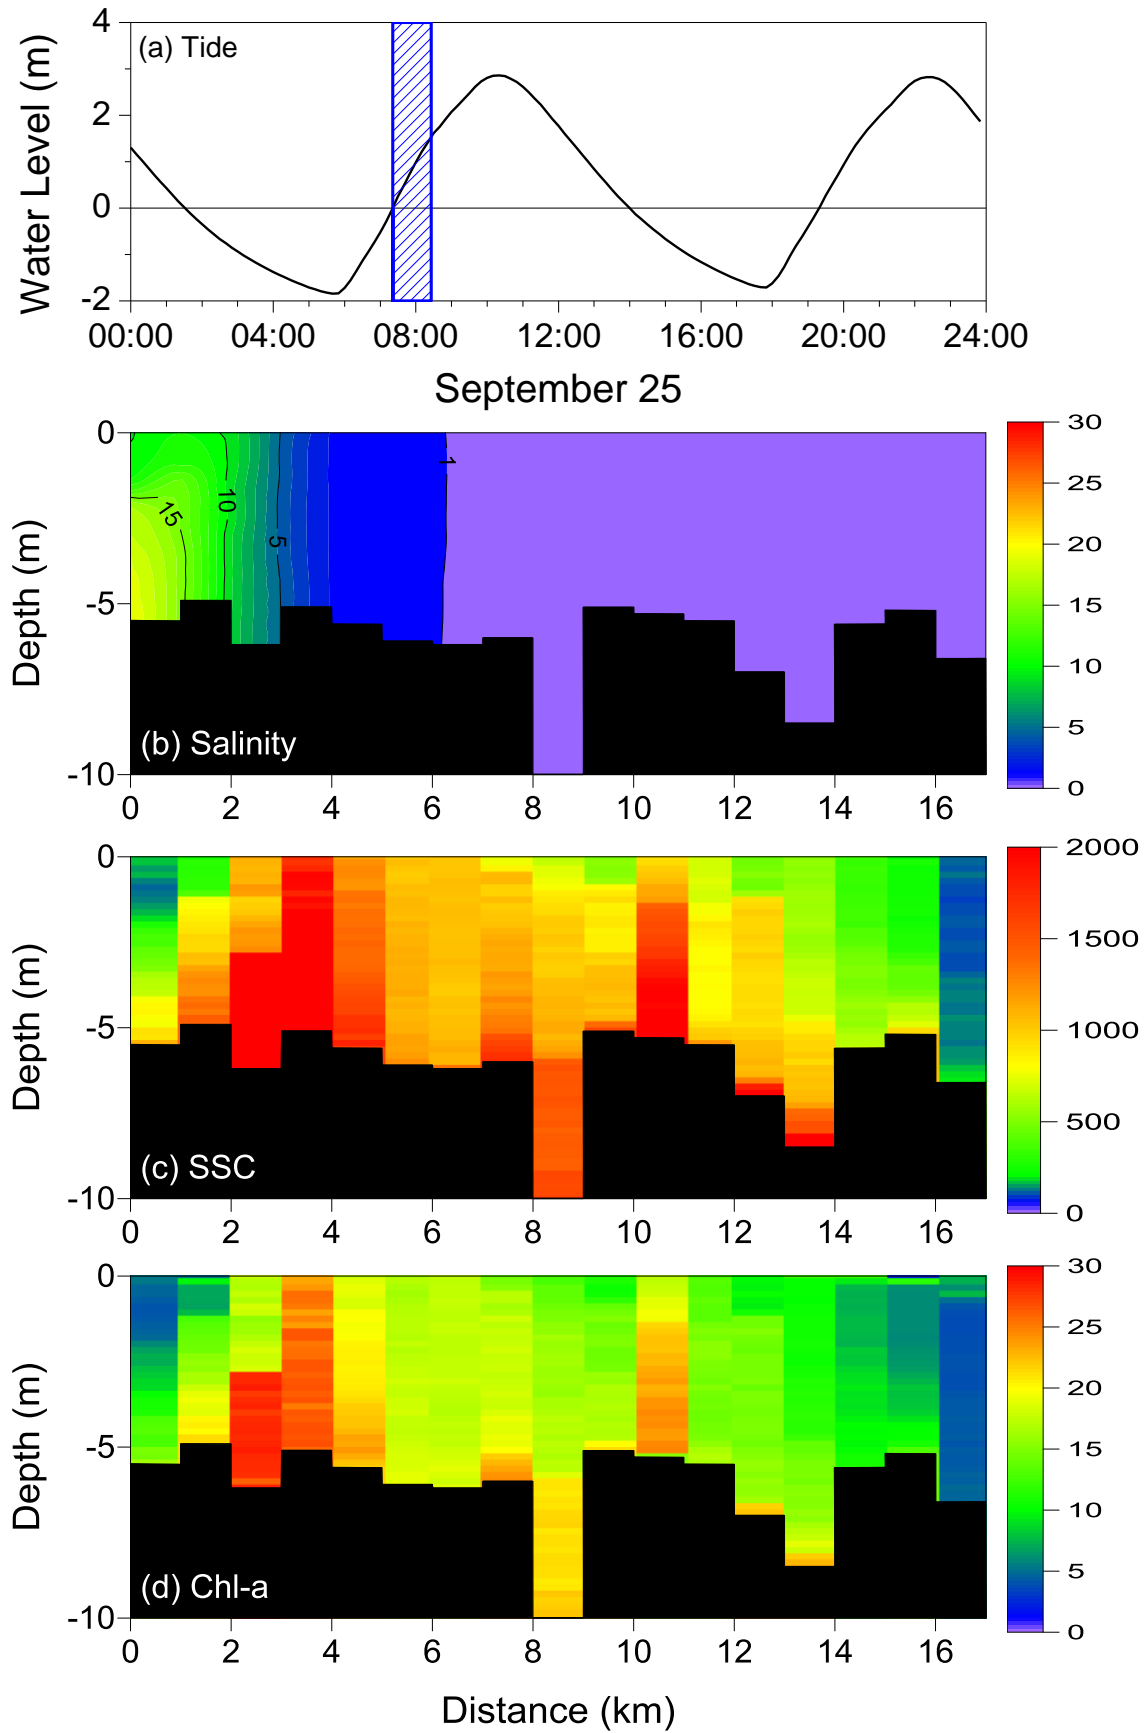 4
(a) Tide
2
0
-2
Water Level (m)
00:00 04:00 08:00 12:00 16:00 20:00 24:00
September 25
0
-5
-10
Depth (m)
15
10
5
1
(b) Salinity
0 2 4 6 8 10 12 14 16
30
25
20
15
10
5
0
0
-5
-10
Depth (m)
(c) SSC
0 2 4 6 8 10 12 14 16
2000
1500
1000
500
0
0
-5
-10
Depth (m)
(d) Chl-a
0 2 4 6 8 10 12 14 16
30
25
20
15
10
5
0
Distance (km)